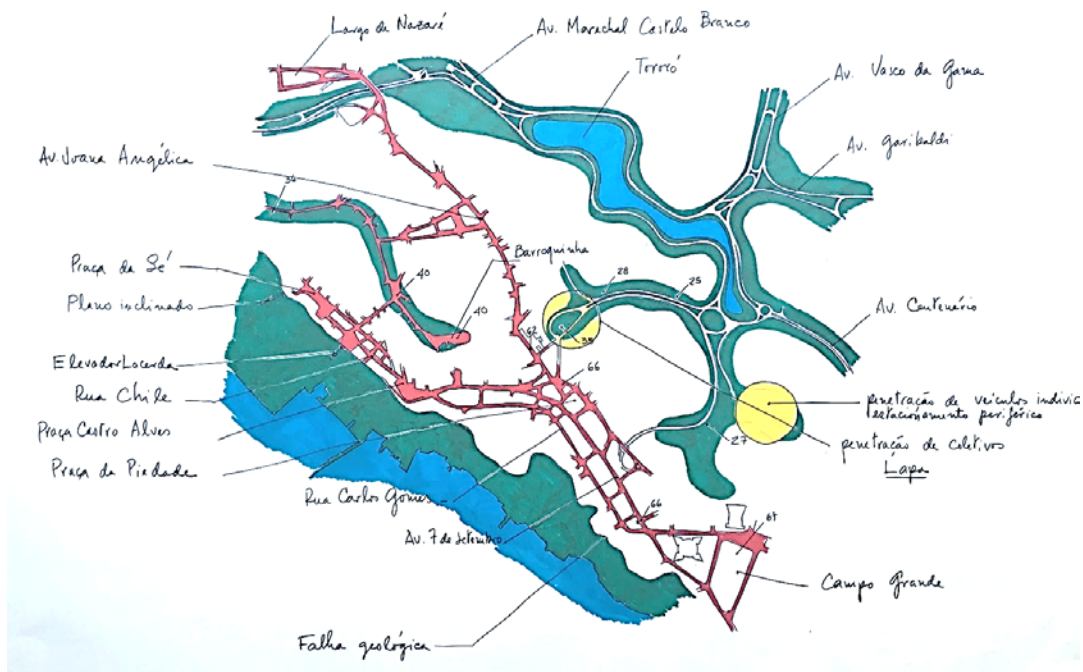 Largo de Nazaré
Av. Marechal Castelo Branco
Tororó
Av. Vasco da Gama
Av. Garibaldi
Av. Joana Angélica
34
Barroquinha
Praça da Sé
Plano inclinado
40
40
28
25
Av. Centenário
Elevador Lacerda
62
38
66
Rua Chile
penetração de veículos indivic
estacionamento periférico
Praça Castro Alves
27
penetração de coletivos
Lapa
Praça da Piedade
Rua Carlos Gomes
66
67
Av. 7 de setembro
Campo Grande
Falha geológica